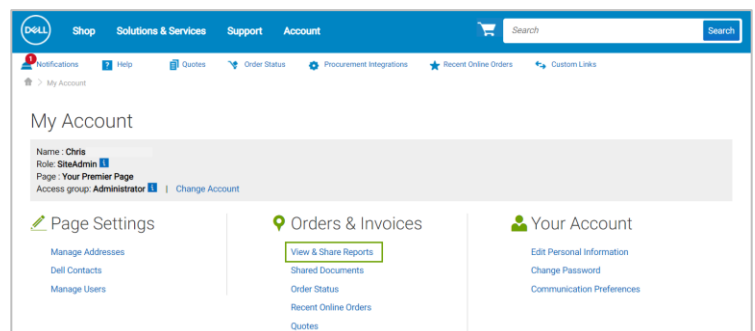 DELL Shop Solutions & Services Support Account Search Search
1 Notifications ? Help Quotes Order Status Procurement Integrations Recent Online Orders Custom Links
> My Account
My Account
Name : Chris
Role: SiteAdmin i
Page : Your Premier Page
Access group: Administrator i | Change Account
Page Settings
Manage Addresses
Dell Contacts
Manage Users
Orders & Invoices
View & Share Reports
Shared Documents
Order Status
Recent Online Orders
Quotes
Your Account
Edit Personal Information
Change Password
Communication Preferences